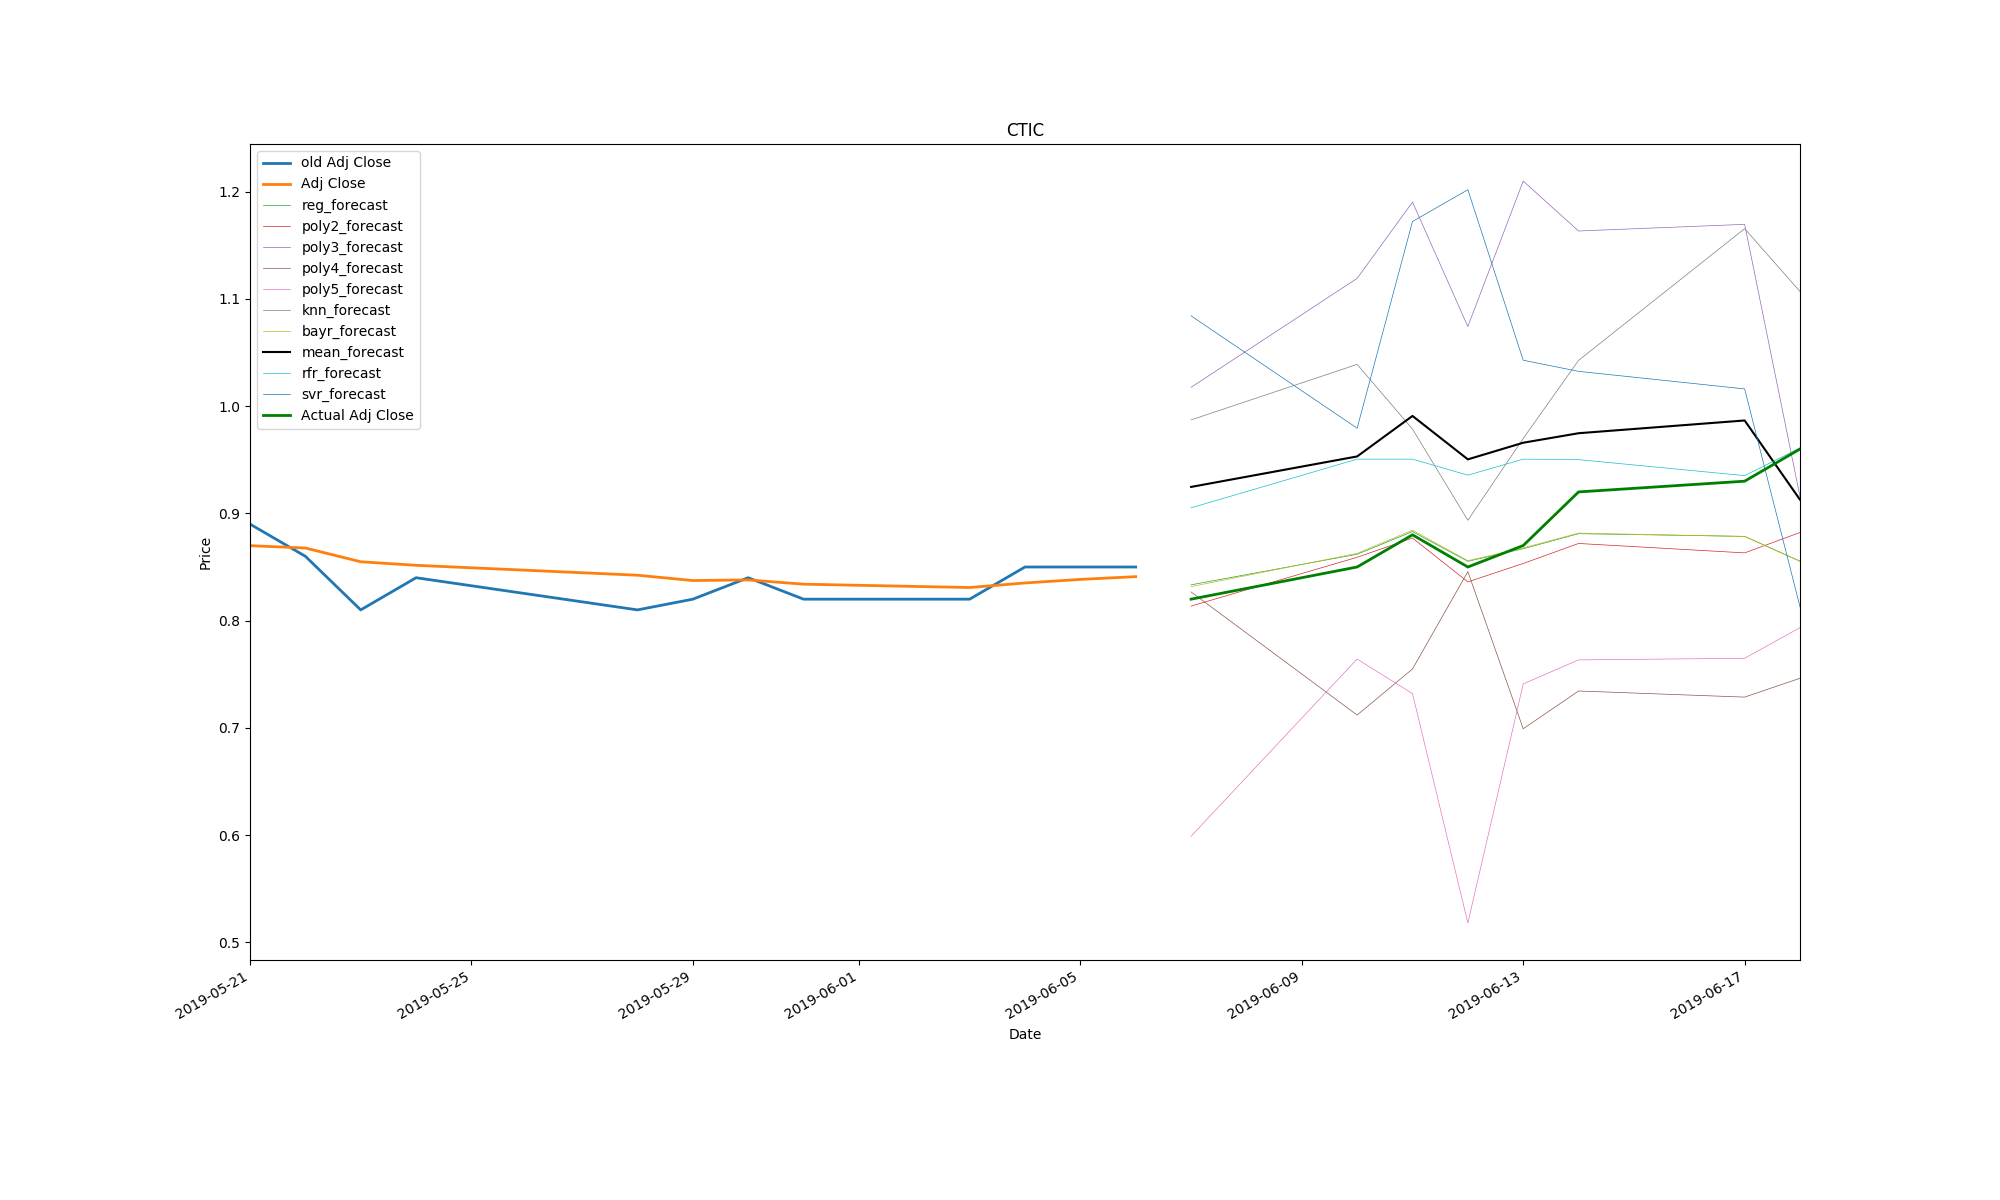 CTIC
old Adj Close
Adj Close
reg_forecast
poly2_forecast
poly3_forecast
poly4_forecast
poly5_forecast
knn_forecast
bayr_forecast
mean_forecast
rfr_forecast
svr_forecast
Actual Adj Close
1.2
1.1
1.0
0.9
0.8
0.7
0.6
0.5
Price
2019-05-21
2019-05-25
2019-05-29
2019-06-01
2019-06-05
2019-06-09
2019-06-13
2019-06-17
Date